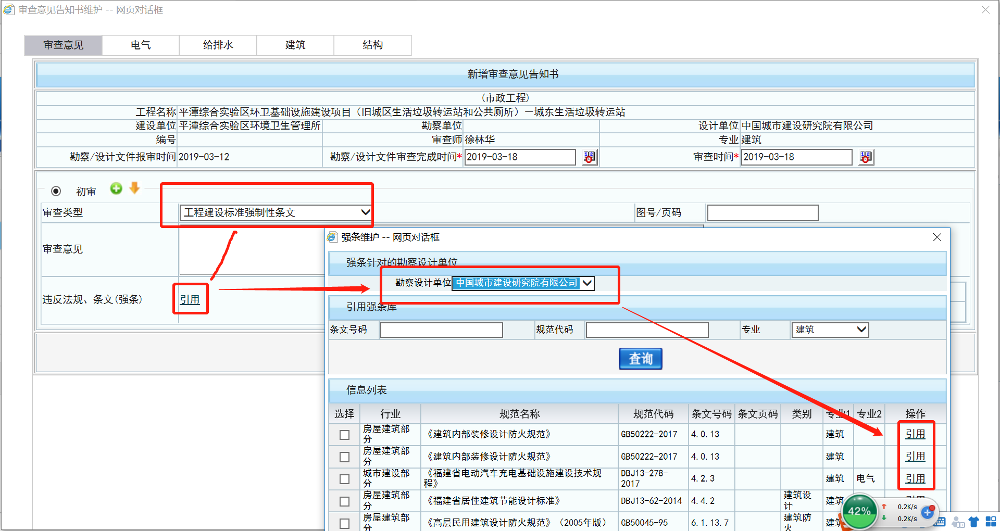 审查意见告知书维护 -- 网页对话框
审查意见 电气 给排水 建筑 结构
新增审查意见告知书
(市政工程)
工程名称 平潭综合实验区环卫基础设施建设项目（旧城区生活垃圾转运站和公共厕所）－城东生活垃圾转运站
建设单位 平潭综合实验区环境卫生管理所 勘察单位 设计单位 中国城市建设研究院有限公司
编号 审查师 徐林华 专业 建筑
勘察/设计文件报审时间 2019-03-12 勘察/设计文件审查完成时间* 2019-03-18 审查时间* 2019-03-18
初审
审查类型 工程建设标准强制性条文 图号/页码
审查意见
违反法规、条文(强条) 引用
强条维护 -- 网页对话框
强条针对的勘察设计单位
勘察设计单位 中国城市建设研究院有限公司
引用强条库
条文号码 规范代码 专业 建筑
查询
信息列表
选择 行业 规范名称 规范代码 条文号码 条文页码 类别 专业1 专业2 操作
房屋建筑部分 《建筑内部装修设计防火规范》 GB50222-2017 4.0.13 建筑 引用
房屋建筑部分 《建筑内部装修设计防火规范》 GB50222-2017 4.0.13 建筑 引用
城市建设部分 《福建省电动汽车充电基础设施建设技术规程》 DBJ13-278-2017 4.2.3 建筑 电气 引用
房屋建筑部分 《福建省居住建筑节能设计标准》 DBJ13-62-2014 4.4.2 建筑设计 建筑
房屋建筑部分 《高层民用建筑设计防火规范》（2005年版） GB50045-95 6.1.13.7 建筑防火
42% 0.2K/s
0.2K/s